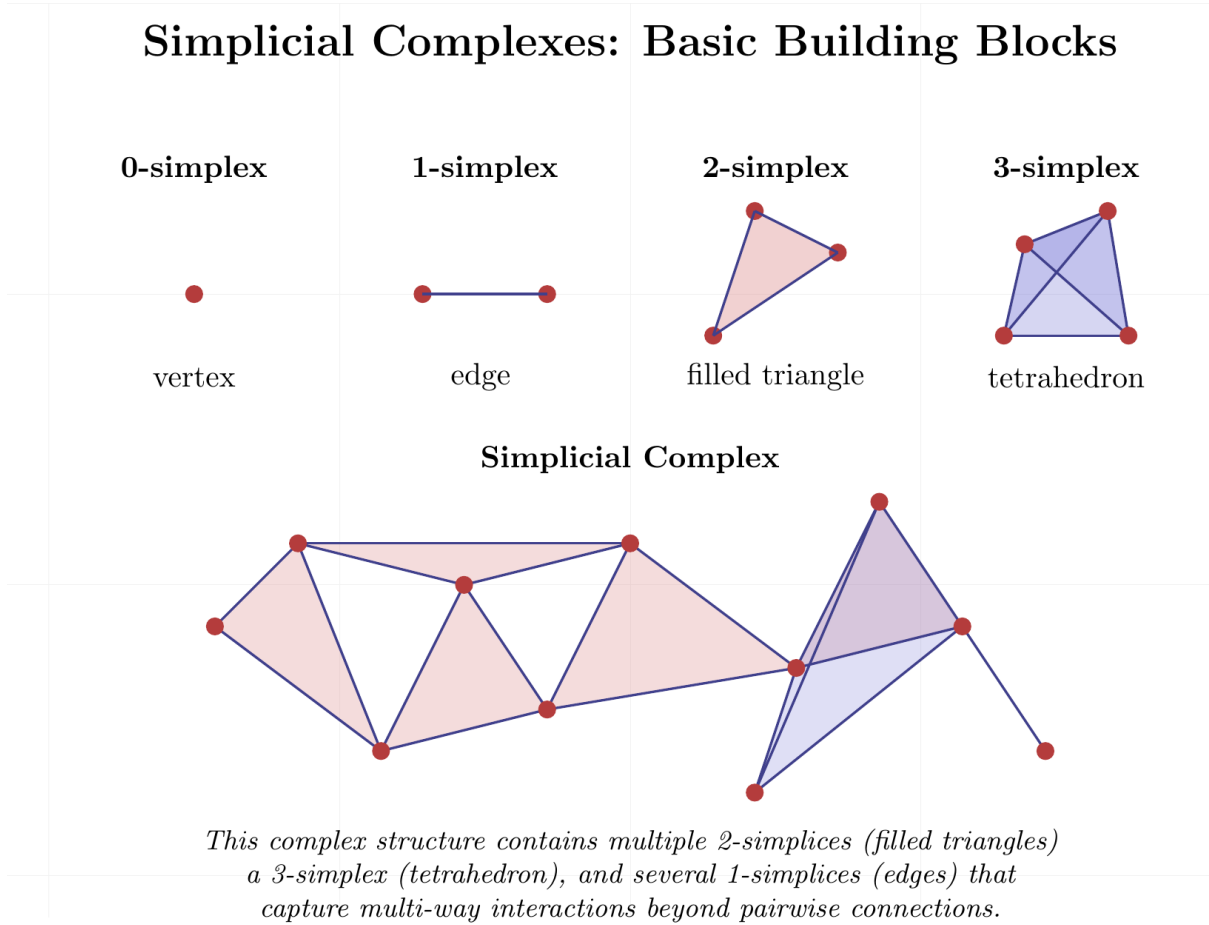 Simplicial Complexes: Basic Building Blocks
0-simplex
1-simplex
2-simplex
3-simplex
vertex
edge
filled triangle
tetrahedron
Simplicial Complex
This complex structure contains multiple 2-simplices (filled triangles)
a 3-simplex (tetrahedron), and several 1-simplices (edges) that
capture multi-way interactions beyond pairwise connections.